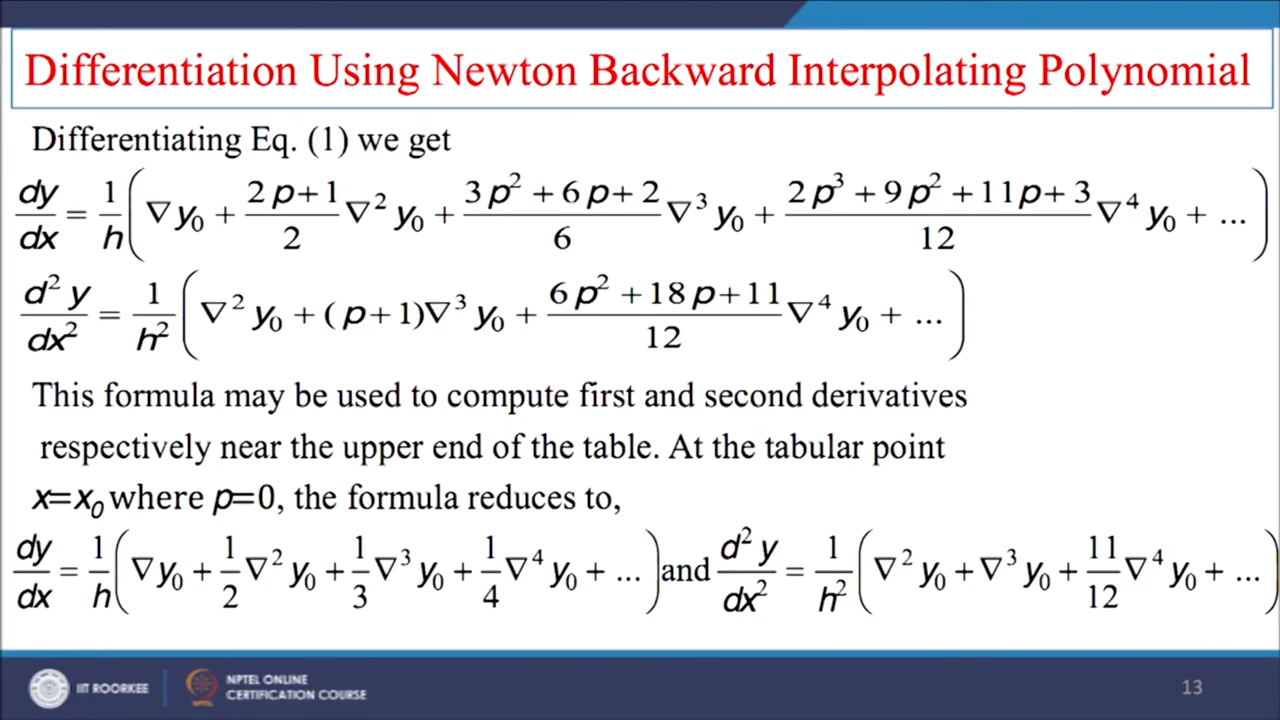 Differentiation Using Newton Backward Interpolating Polynomial
Differentiating Eq. (1) we get
dy/dx = 1/h ( ∇y₀ + (2p+1)/2 ∇²y₀ + (3p²+6p+2)/6 ∇³y₀ + (2p³+9p²+11p+3)/12 ∇⁴y₀ + ... )
d²y/dx² = 1/h² ( ∇²y₀ + (p+1)∇³y₀ + (6p²+18p+11)/12 ∇⁴y₀ + ... )
This formula may be used to compute first and second derivatives
respectively near the upper end of the table. At the tabular point
x=x₀ where p=0, the formula reduces to,
dy/dx = 1/h ( ∇y₀ + 1/2 ∇²y₀ + 1/3 ∇³y₀ + 1/4 ∇⁴y₀ + ... ) and d²y/dx² = 1/h² ( ∇²y₀ + ∇³y₀ + 11/12 ∇⁴y₀ + ... )
IIT ROORKEE
NPTEL ONLINE
CERTIFICATION COURSE
13